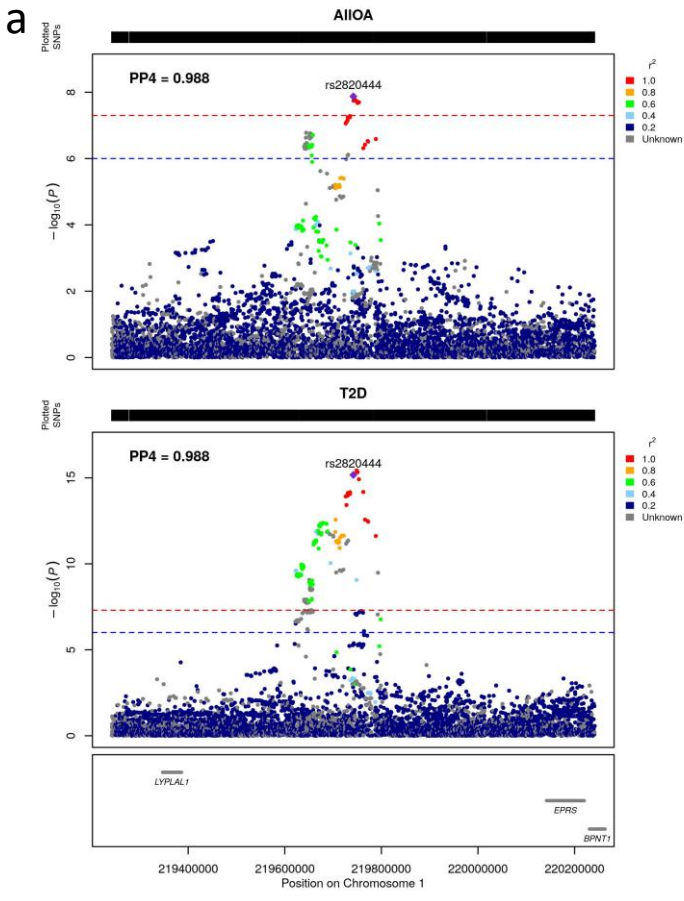 a
AllOA
Plotted
SNPs
PP4 = 0.988
rs2820444
r²
1.0
0.8
0.6
0.4
0.2
Unknown
8
6
4
2
0
− log₁₀(P)
T2D
Plotted
SNPs
PP4 = 0.988
rs2820444
r²
1.0
0.8
0.6
0.4
0.2
Unknown
15
10
5
0
− log₁₀(P)
LYPLAL1
EPRS
BPNT1
219400000 219600000 219800000 220000000 220200000
Position on Chromosome 1